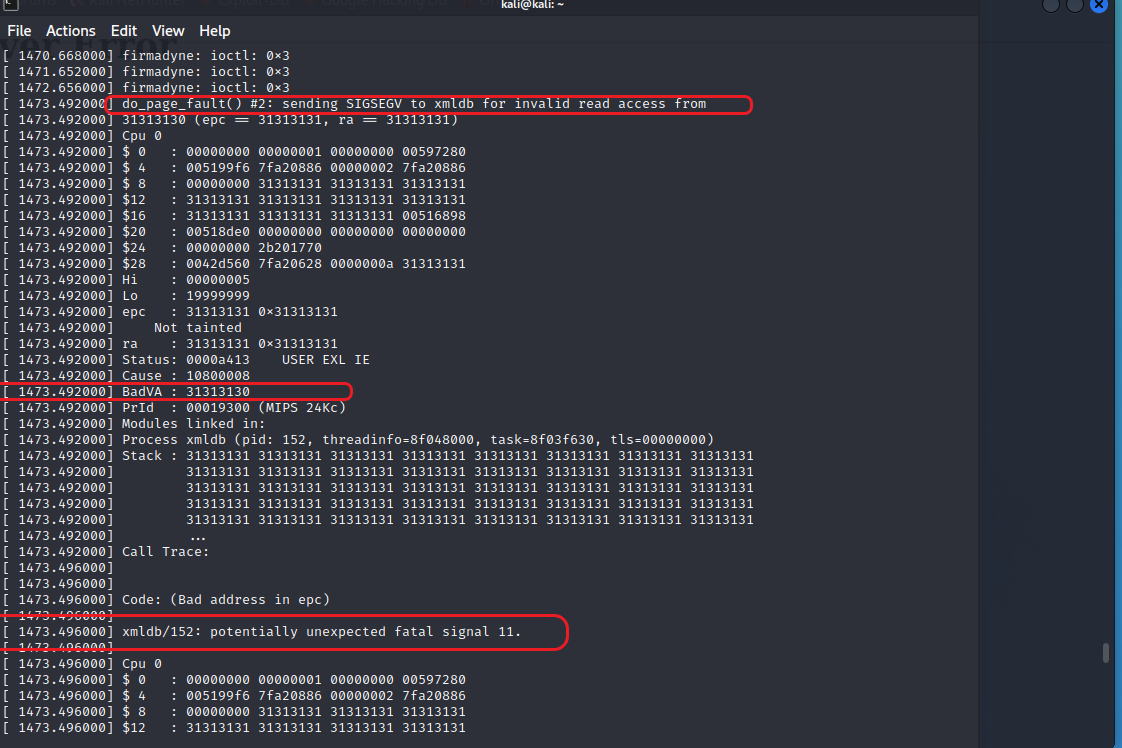 kali@kali: ~
File Actions Edit View Help
[ 1470.668000] firmadyne: ioctl: 0×3
[ 1471.652000] firmadyne: ioctl: 0×3
[ 1472.656000] firmadyne: ioctl: 0×3
[ 1473.492000] do_page_fault() #2: sending SIGSEGV to xmldb for invalid read access from
[ 1473.492000] 31313130 (epc == 31313131, ra == 31313131)
[ 1473.492000] Cpu 0
[ 1473.492000] $ 0   : 00000000 00000001 00000000 00597280
[ 1473.492000] $ 4   : 005199f6 7fa20886 00000002 7fa20886
[ 1473.492000] $ 8   : 00000000 31313131 31313131 31313131
[ 1473.492000] $12   : 31313131 31313131 31313131 31313131
[ 1473.492000] $16   : 31313131 31313131 31313131 00516898
[ 1473.492000] $20   : 00518de0 00000000 00000000 00000000
[ 1473.492000] $24   : 00000000 2b201770
[ 1473.492000] $28   : 0042d560 7fa20628 0000000a 31313131
[ 1473.492000] Hi    : 00000005
[ 1473.492000] Lo    : 19999999
[ 1473.492000] epc   : 31313131 0×31313131
[ 1473.492000]     Not tainted
[ 1473.492000] ra    : 31313131 0×31313131
[ 1473.492000] Status: 0000a413    USER EXL IE
[ 1473.492000] Cause : 10800008
[ 1473.492000] BadVA : 31313130
[ 1473.492000] PrId  : 00019300 (MIPS 24Kc)
[ 1473.492000] Modules linked in:
[ 1473.492000] Process xmldb (pid: 152, threadinfo=8f048000, task=8f03f630, tls=00000000)
[ 1473.492000] Stack : 31313131 31313131 31313131 31313131 31313131 31313131 31313131 31313131
[ 1473.492000]         31313131 31313131 31313131 31313131 31313131 31313131 31313131 31313131
[ 1473.492000]         31313131 31313131 31313131 31313131 31313131 31313131 31313131 31313131
[ 1473.492000]         31313131 31313131 31313131 31313131 31313131 31313131 31313131 31313131
[ 1473.492000]         31313131 31313131 31313131 31313131 31313131 31313131 31313131 31313131
[ 1473.492000]         ...
[ 1473.492000] Call Trace:
[ 1473.496000]
[ 1473.496000]
[ 1473.496000] Code: (Bad address in epc)
[ 1473.496000]
[ 1473.496000] xmldb/152: potentially unexpected fatal signal 11.
[ 1473.496000]
[ 1473.496000] Cpu 0
[ 1473.496000] $ 0   : 00000000 00000001 00000000 00597280
[ 1473.496000] $ 4   : 005199f6 7fa20886 00000002 7fa20886
[ 1473.496000] $ 8   : 00000000 31313131 31313131 31313131
[ 1473.496000] $12   : 31313131 31313131 31313131 31313131